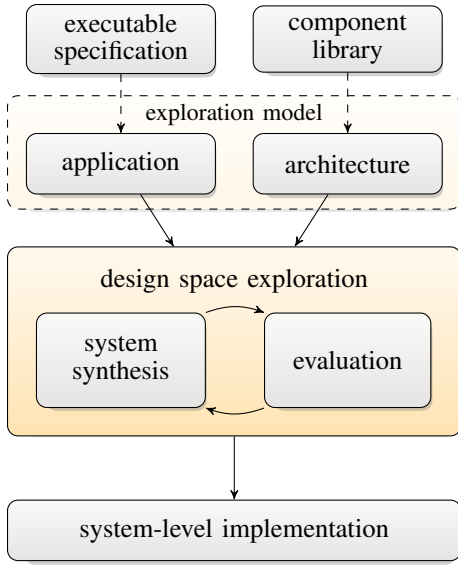 executable
specification
component
library
exploration model
application
architecture
design space exploration
system
synthesis
evaluation
system-level implementation